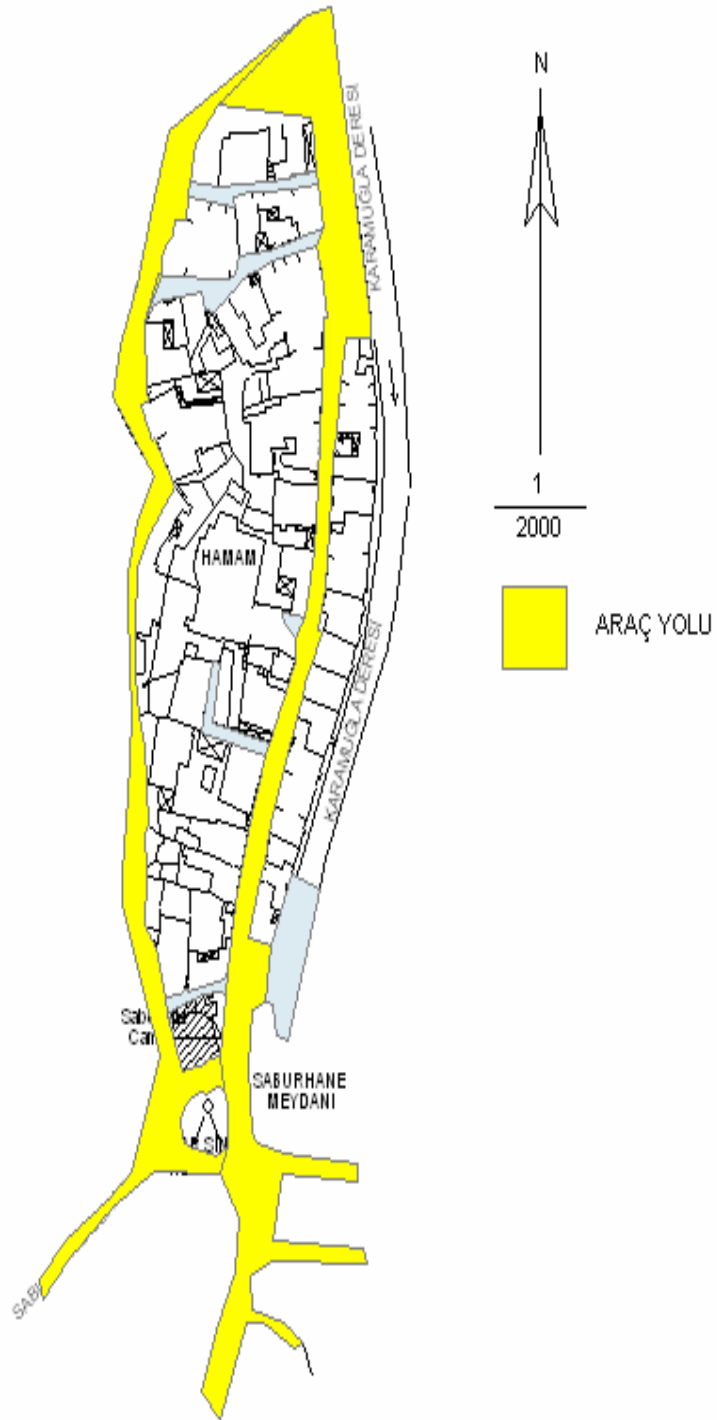 N
KARAMUĞLA DERESİ
1
2000
HAMAM
ARAÇ YOLU
KARAMUĞLA DERESİ
SABURHANE
MEYDANI